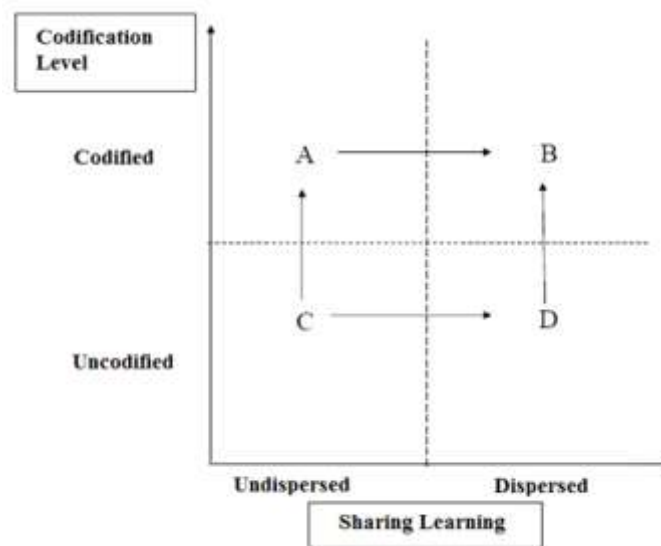 Codification
Level
Codified
A
B
C
D
Uncodified
Undispersed
Dispersed
Sharing Learning